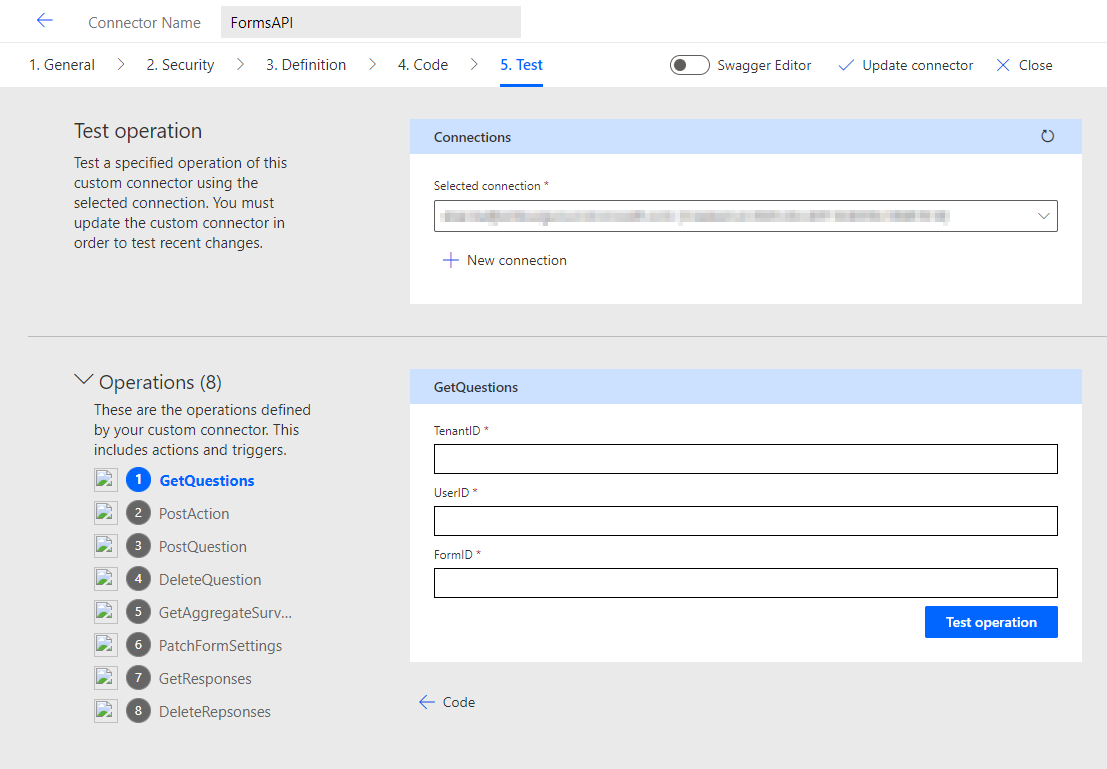 Connector Name
FormsAPI
1. General
2. Security
3. Definition
4. Code
5. Test
Swagger Editor
Update connector
Close
Test operation
Test a specified operation of this
custom connector using the
selected connection. You must
update the custom connector in
order to test recent changes.
Connections
Selected connection *
New connection
Operations (8)
These are the operations defined
by your custom connector. This
includes actions and triggers.
1 GetQuestions
2 PostAction
3 PostQuestion
4 DeleteQuestion
5 GetAggregateSurv...
6 PatchFormSettings
7 GetResponses
8 DeleteRepsonses
GetQuestions
TenantID *
UserID *
FormID *
Test operation
Code